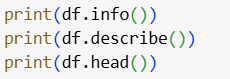 print(df.info())
print(df.describe())
print(df.head())